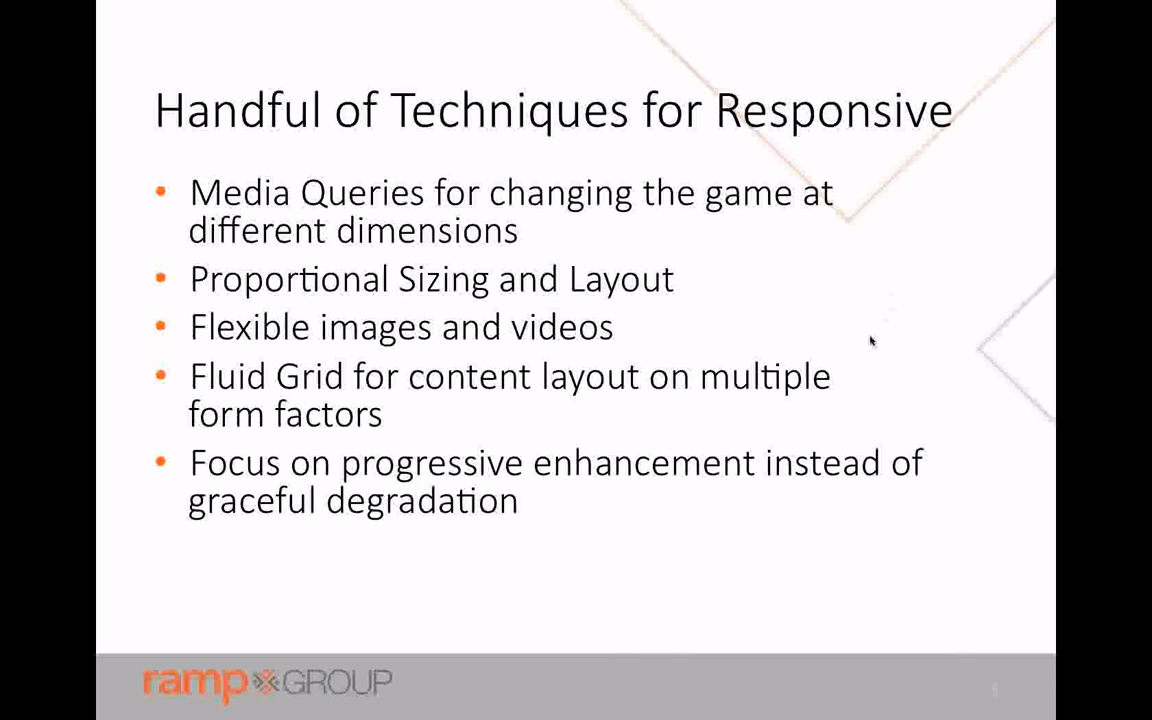 Handful of Techniques for Responsive
• Media Queries for changing the game at
different dimensions
• Proportional Sizing and Layout
• Flexible images and videos
• Fluid Grid for content layout on multiple
form factors
• Focus on progressive enhancement instead of
graceful degradation
ramp GROUP